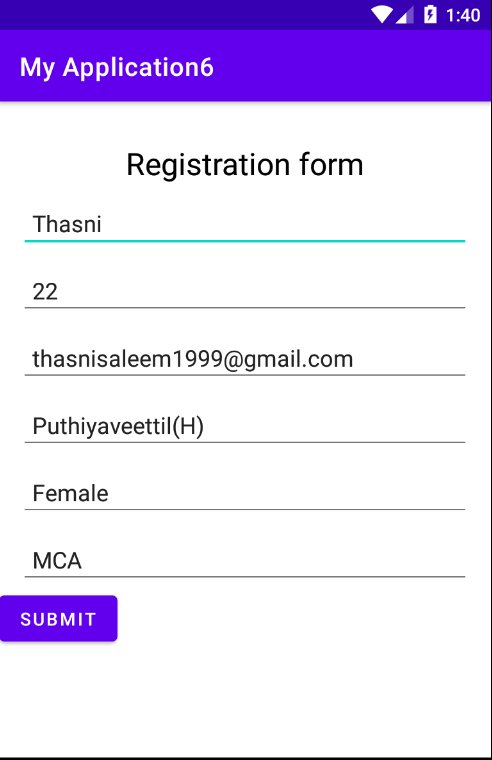 1:40
My Application6
Registration form
Thasni
22
thasnisaleem1999@gmail.com
Puthiyaveettil(H)
Female
MCA
SUBMIT